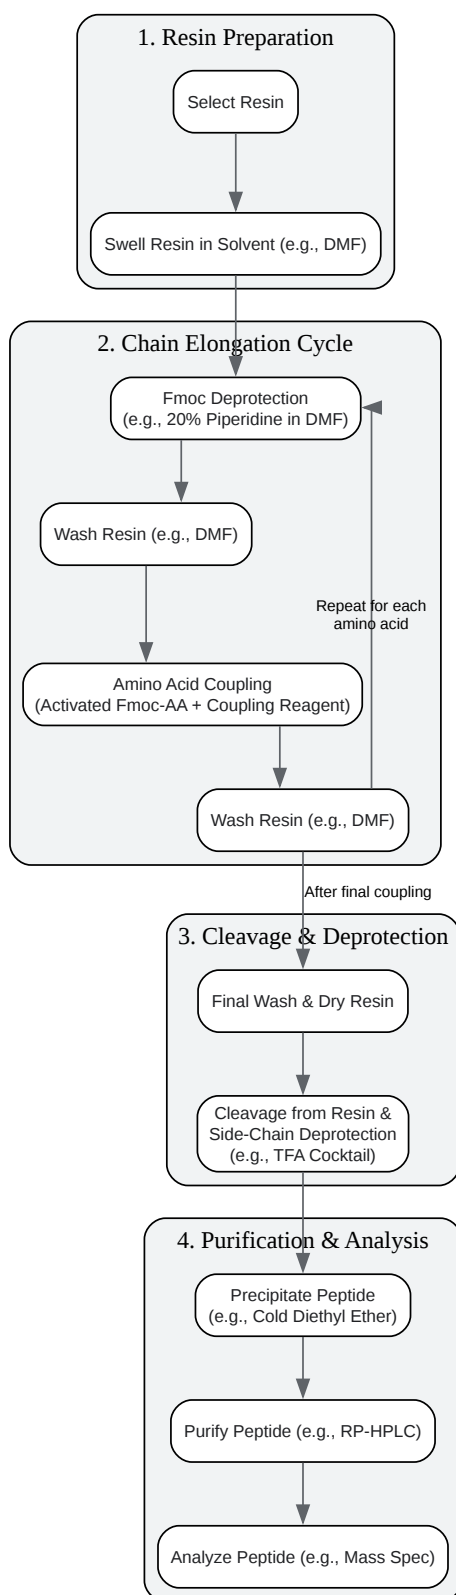 1. Resin Preparation
Select Resin
Swell Resin in Solvent (e.g., DMF)
2. Chain Elongation Cycle
Fmoc Deprotection
(e.g., 20% Piperidine in DMF)
Wash Resin (e.g., DMF)
Repeat for each
amino acid
Amino Acid Coupling
(Activated Fmoc-AA + Coupling Reagent)
Wash Resin (e.g., DMF)
After final coupling
3. Cleavage & Deprotection
Final Wash & Dry Resin
Cleavage from Resin &
Side-Chain Deprotection
(e.g., TFA Cocktail)
4. Purification & Analysis
Precipitate Peptide
(e.g., Cold Diethyl Ether)
Purify Peptide (e.g., RP-HPLC)
Analyze Peptide (e.g., Mass Spec)